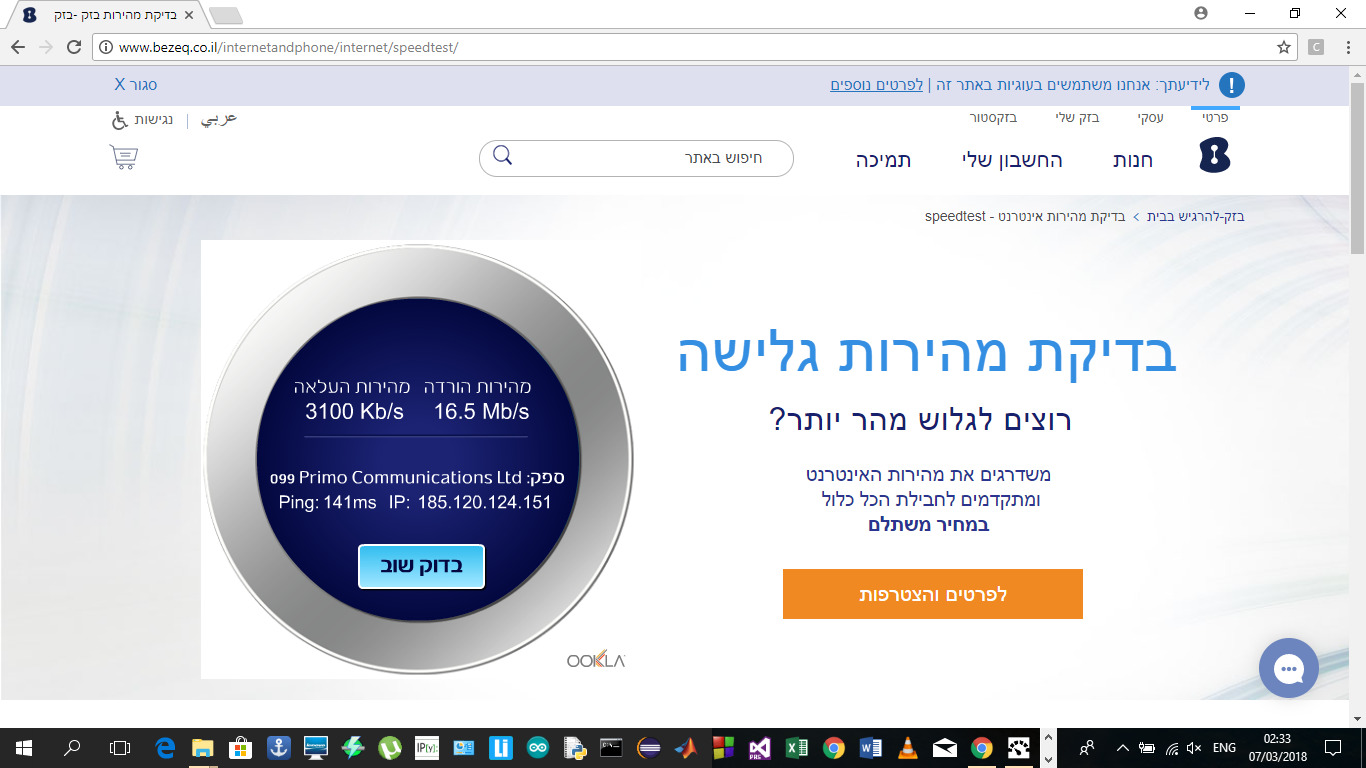 בדיקת מהירות בזק -בזק
www.bezeq.co.il/internetandphone/internet/speedtest/
C
לידיעתך: אנחנו משתמשים בעוגיות באתר זה | לפרטים נוספים
סגור X
פרטי עסקי בזק שלי בזקסטור
عربي | נגישות
חנות החשבון שלי תמיכה
חיפוש באתר
בזק-להרגיש בבית > בדיקת מהירות אינטרנט - speedtest
בדיקת מהירות גלישה
רוצים לגלוש מהר יותר?
משדרגים את מהירות האינטרנט
ומתקדמים לחבילת הכל כלול
במחיר משתלם
לפרטים והצטרפות
מהירות הורדה מהירות העלאה
16.5 Mb/s 3100 Kb/s
ספק: 099 Primo Communications Ltd
Ping: 141ms IP: 185.120.124.151
בדוק שוב
OOKLA
ENG
02:33
07/03/2018